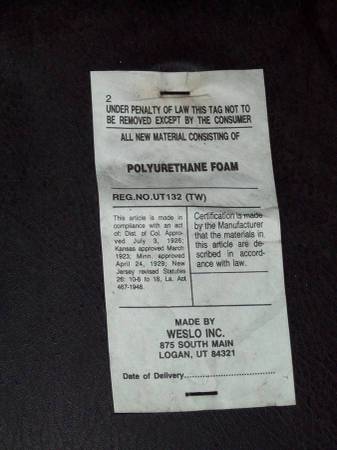 2
UNDER PENALTY OF LAW THIS TAG NOT TO
BE REMOVED EXCEPT BY THE CONSUMER
ALL NEW MATERIAL CONSISTING OF
POLYURETHANE FOAM
REG.NO.UT132 (TW)
This article is made in
compliance with an act
of: Dist. of Col. Appro-
ved July 3, 1926;
Kansas approved March
1923; Minn. approved
April 24, 1929; New
Jersey revised Statutes
26: 10-6 to 18, La. Act
467-1948.
Certification is made
by the Manufacturer
that the materials in
this article are de-
scribed in accord-
ance with law.
MADE BY
WESLO INC.
875 SOUTH MAIN
LOGAN, UT 84321
Date of Delivery......................